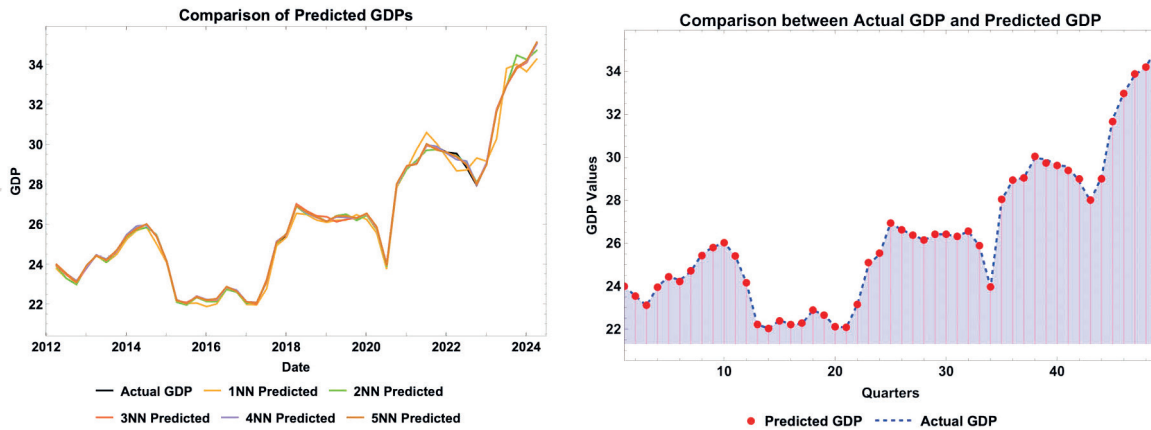 Comparison of Predicted GDPs
GDP
34
32
30
28
26
24
22
2012 2014 2016 2018 2020 2022 2024
Date
Actual GDP 1NN Predicted 2NN Predicted
3NN Predicted 4NN Predicted 5NN Predicted
Comparison between Actual GDP and Predicted GDP
GDP Values
34
32
30
28
26
24
22
10 20 30 40
Quarters
Predicted GDP Actual GDP